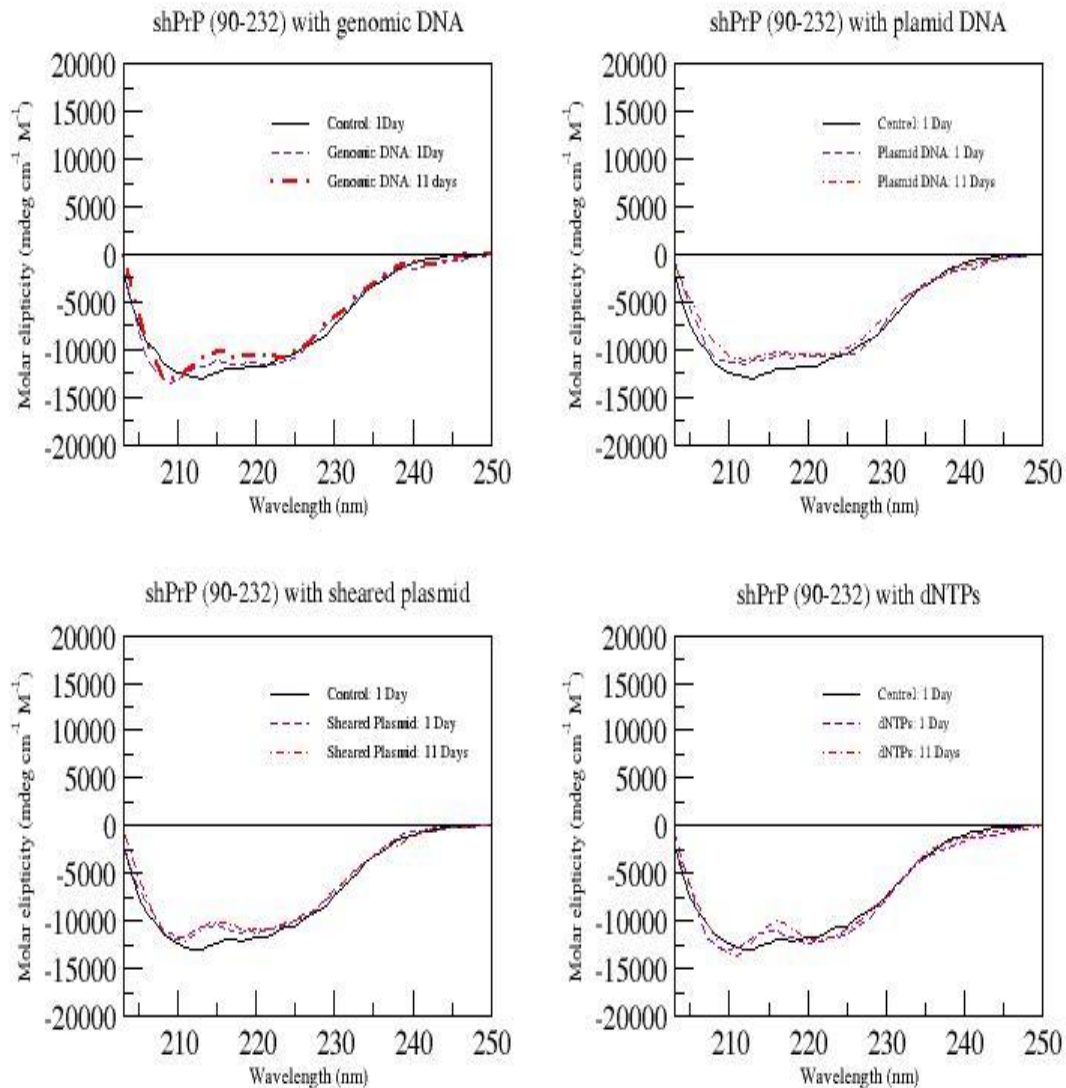 shPrP (90-232) with genomic DNA
Molar elipticity (mdeg cm⁻¹ M⁻¹)
20000
15000
10000
5000
0
-5000
-10000
-15000
-20000
Control: 1Day
Genomic DNA: 1Day
Genomic DNA: 11 days
210 220 230 240 250
Wavelength (nm)
shPrP (90-232) with plamid DNA
Molar elipticity (mdeg cm⁻¹ M⁻¹)
20000
15000
10000
5000
0
-5000
-10000
-15000
-20000
Control: 1 Day
Plasmid DNA: 1 Day
Plasmid DNA: 11 Days
210 220 230 240 250
Wavelength (nm)
shPrP (90-232) with sheared plasmid
Molar elipticity (mdeg cm⁻¹ M⁻¹)
20000
15000
10000
5000
0
-5000
-10000
-15000
-20000
Control: 1 Day
Sheared Plasmid: 1 Day
Sheared Plasmid: 11 Days
210 220 230 240 250
Wavelength (nm)
shPrP (90-232) with dNTPs
Molar elipticity (mdeg cm⁻¹ M⁻¹)
20000
15000
10000
5000
0
-5000
-10000
-15000
-20000
Control: 1 Day
dNTPs: 1 Day
dNTPs: 11 Days
210 220 230 240 250
Wavelength (nm)